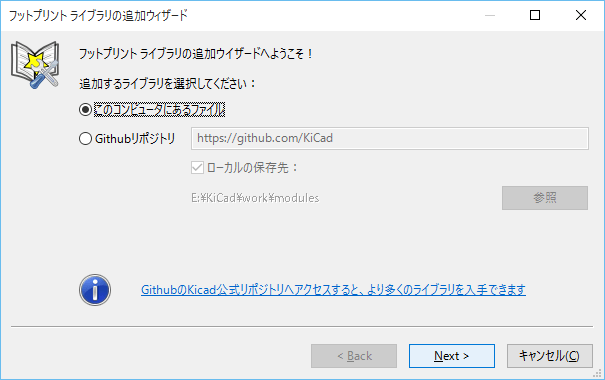 フットプリント ライブラリの追加ウィザード
フットプリント ライブラリの追加ウィザードへようこそ！
追加するライブラリを選択してください：
このコンピュータにあるファイル
Githubリポジトリ https://github.com/KiCad
ローカルの保存先：
E:¥KiCad¥work¥modules 参照
GithubのKicad公式リポジトリへアクセスすると、より多くのライブラリを入手できます
< Back Next > キャンセル(C)